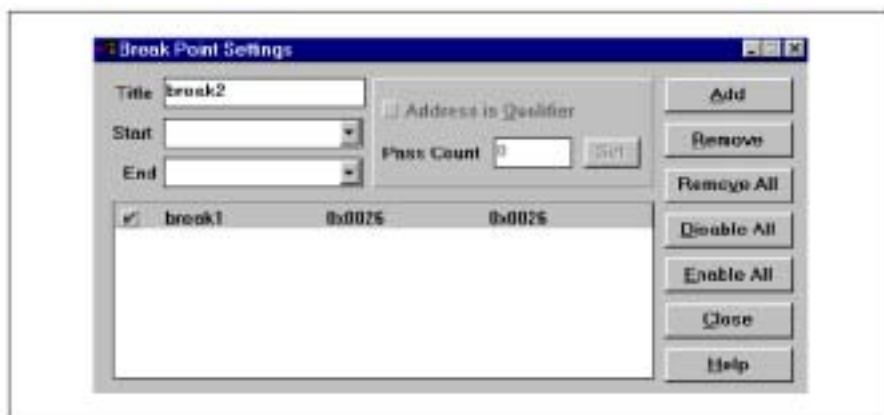 Break Point Settings
Title break2
Start
End
Address is Qualifier
Pass Count 0 Set
break1 0x0026 0x0026
Add
Remove
Remove All
Disable All
Enable All
Close
Help